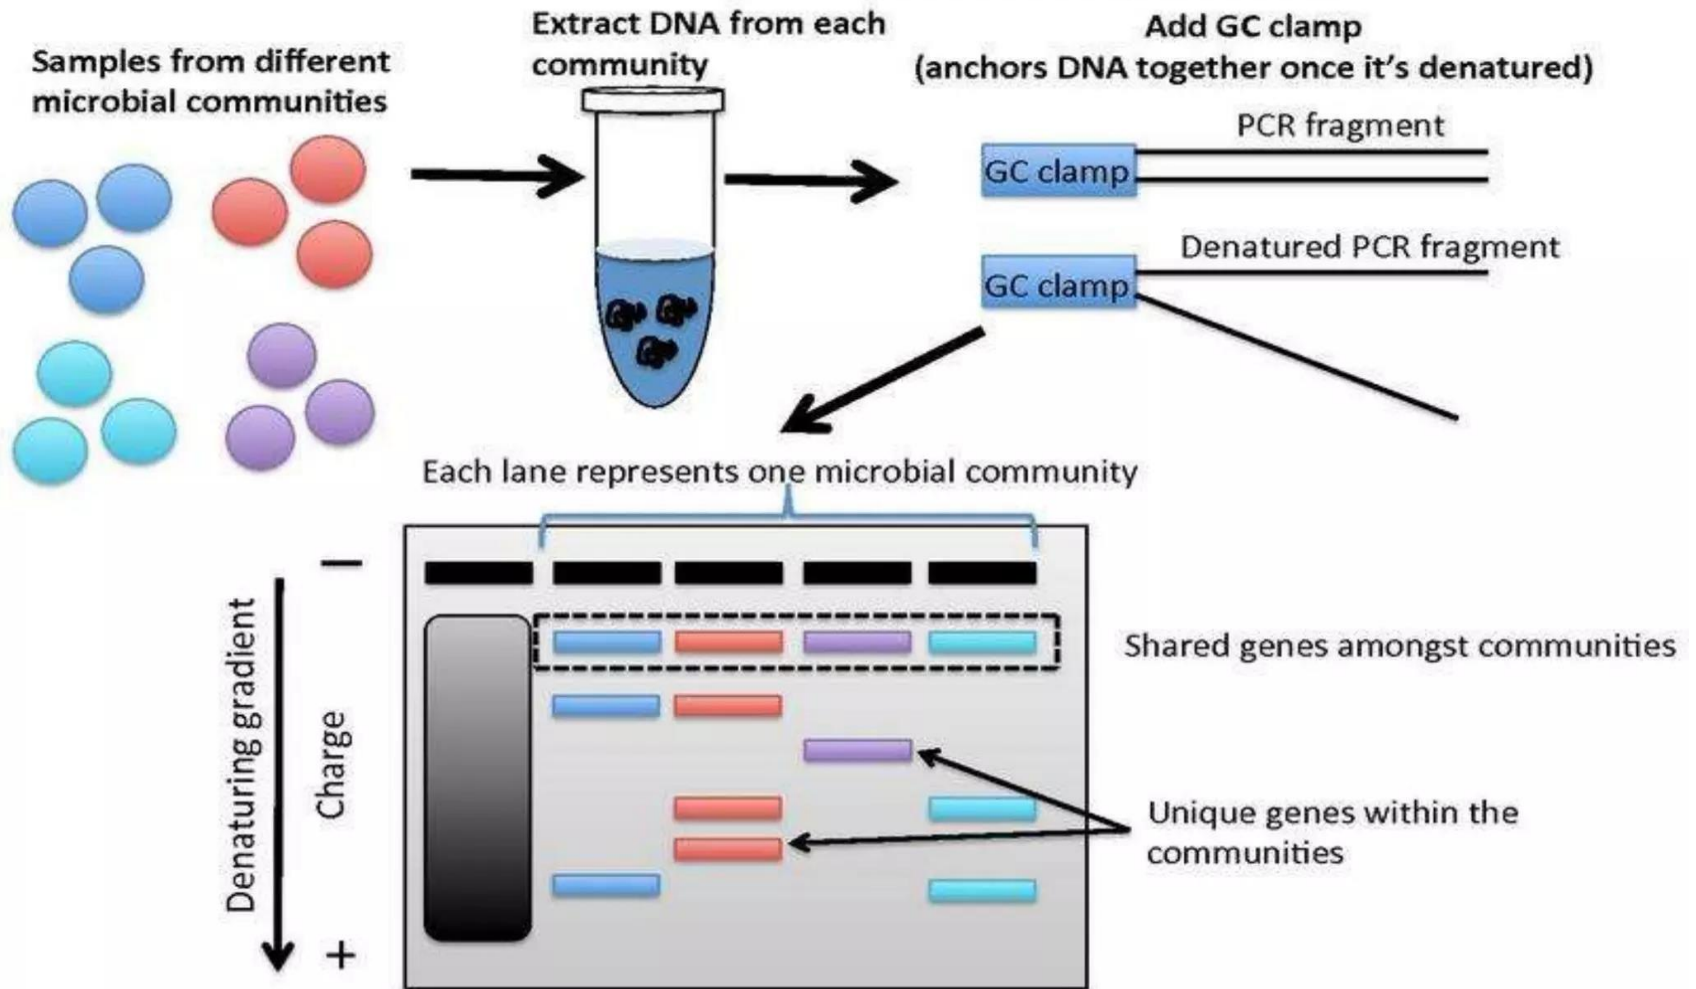 Samples from different
microbial communities
Extract DNA from each
community
Add GC clamp
(anchors DNA together once it's denatured)
PCR fragment
GC clamp
Denatured PCR fragment
GC clamp
Each lane represents one microbial community
−
Denaturing gradient
Charge
+
Shared genes amongst communities
Unique genes within the
communities